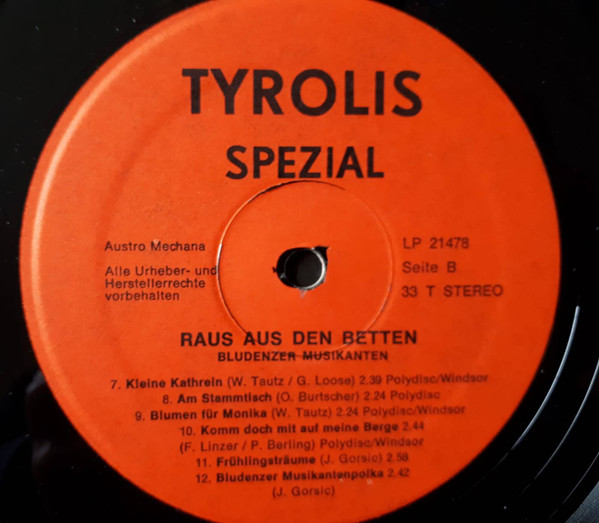 TYROLIS
SPEZIAL
Austro Mechana
Alle Urheber- und
Herstellerrechte
vorbehalten
LP 21478
Seite B
33 T STEREO
RAUS AUS DEN BETTEN
BLUDENZER MUSIKANTEN
7. Kleine Kathrein (W. Tautz / G. Loose) 2.39 Polydisc/Windsor
8. Am Stammtisch (O. Burtscher) 2.24 Polydisc
9. Blumen für Monika (W. Tautz) 2.24 Polydisc/Windsor
10. Komm doch mit auf meine Berge 2.44
(F. Linzer / P. Berling) Polydisc/Windsor
11. Frühlingsträume (J. Gorsic) 2.58
12. Bludenzer Musikantenpolka 2.42
(J. Gorsic)